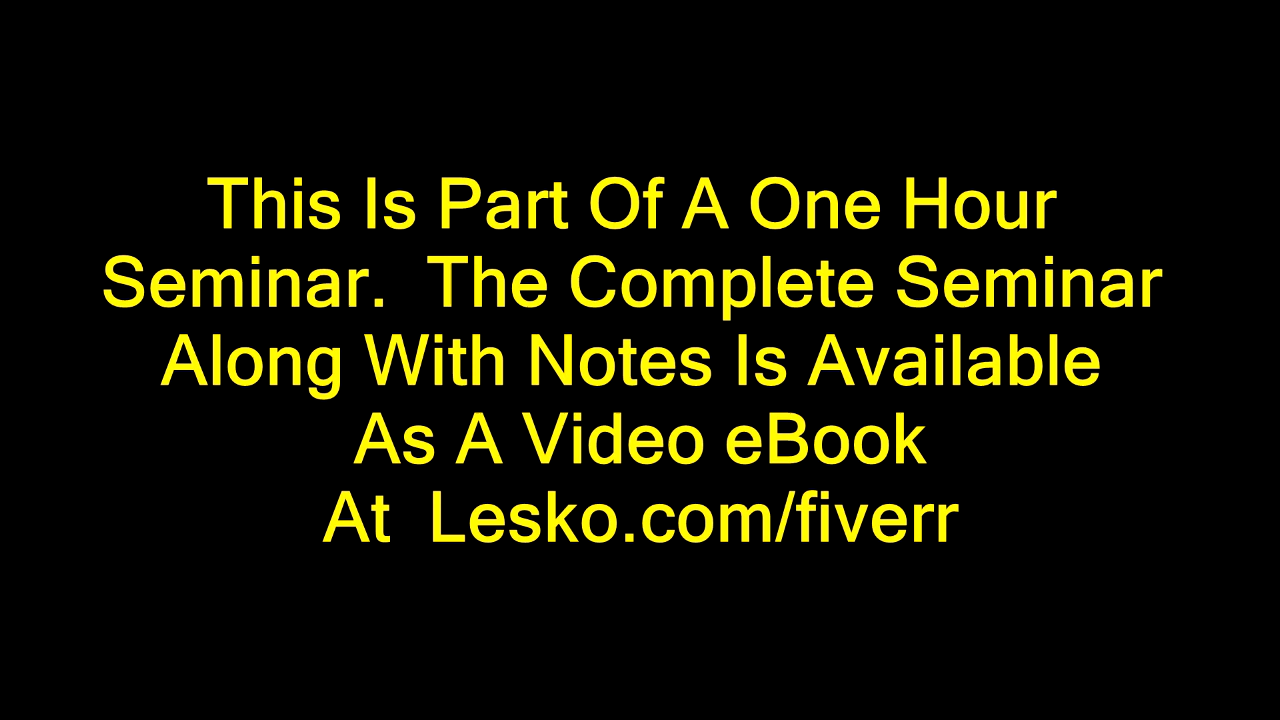 This Is Part Of A One Hour
Seminar.  The Complete Seminar
Along With Notes Is Available
As A Video eBook
At  Lesko.com/fiverr